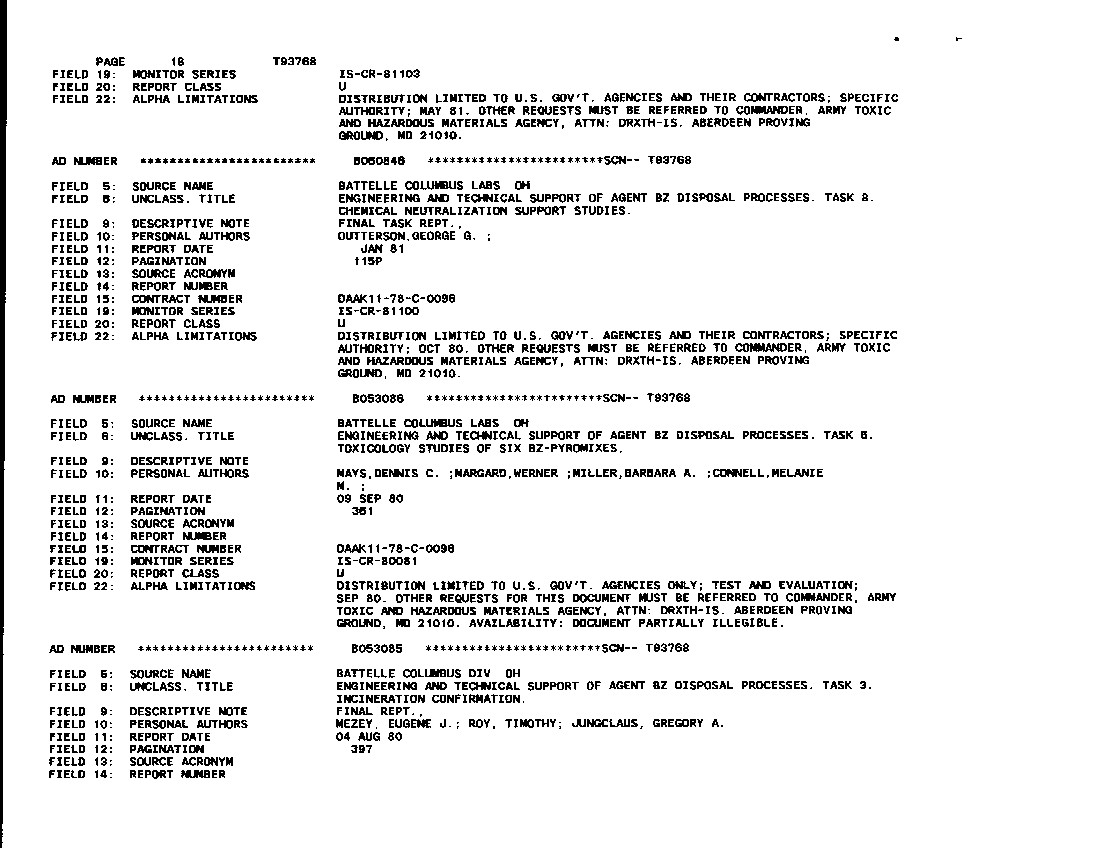 PAGE 18 T93768
FIELD 19: MONITOR SERIES IS-CR-81103
FIELD 20: REPORT CLASS U
FIELD 22: ALPHA LIMITATIONS DISTRIBUTION LIMITED TO U.S. GOV'T. AGENCIES AND THEIR CONTRACTORS; SPECIFIC
AUTHORITY; MAY 81. OTHER REQUESTS MUST BE REFERRED TO COMMANDER, ARMY TOXIC
AND HAZARDOUS MATERIALS AGENCY, ATTN: DRXTH-IS. ABERDEEN PROVING
GROUND, MD 21010.
AD NUMBER ************************ B060846 ************************SCN-- T93768
FIELD 5: SOURCE NAME BATTELLE COLUMBUS LABS OH
FIELD 6: UNCLASS. TITLE ENGINEERING AND TECHNICAL SUPPORT OF AGENT BZ DISPOSAL PROCESSES. TASK 8.
CHEMICAL NEUTRALIZATION SUPPORT STUDIES.
FIELD 9: DESCRIPTIVE NOTE FINAL TASK REPT.,
FIELD 10: PERSONAL AUTHORS OUTTERSON,GEORGE G. ;
FIELD 11: REPORT DATE JAN 81
FIELD 12: PAGINATION 115P
FIELD 13: SOURCE ACRONYM
FIELD 14: REPORT NUMBER
FIELD 15: CONTRACT NUMBER DAAK11-78-C-0096
FIELD 19: MONITOR SERIES IS-CR-81100
FIELD 20: REPORT CLASS U
FIELD 22: ALPHA LIMITATIONS DISTRIBUTION LIMITED TO U.S. GOV'T. AGENCIES AND THEIR CONTRACTORS; SPECIFIC
AUTHORITY; OCT 80. OTHER REQUESTS MUST BE REFERRED TO COMMANDER, ARMY TOXIC
AND HAZARDOUS MATERIALS AGENCY, ATTN: DRXTH-IS. ABERDEEN PROVING
GROUND, MD 21010.
AD NUMBER ************************ B053086 ************************SCN-- T93768
FIELD 5: SOURCE NAME BATTELLE COLUMBUS LABS OH
FIELD 6: UNCLASS. TITLE ENGINEERING AND TECHNICAL SUPPORT OF AGENT BZ DISPOSAL PROCESSES. TASK 6.
TOXICOLOGY STUDIES OF SIX BZ-PYROMIXES.
FIELD 9: DESCRIPTIVE NOTE
FIELD 10: PERSONAL AUTHORS MAYS,DENNIS C. ;MARGARD,WERNER ;MILLER,BARBARA A. ;CONNELL,MELANIE
M. ;
FIELD 11: REPORT DATE 09 SEP 80
FIELD 12: PAGINATION 361
FIELD 13: SOURCE ACRONYM
FIELD 14: REPORT NUMBER
FIELD 15: CONTRACT NUMBER DAAK11-78-C-0096
FIELD 19: MONITOR SERIES IS-CR-80081
FIELD 20: REPORT CLASS U
FIELD 22: ALPHA LIMITATIONS DISTRIBUTION LIMITED TO U.S. GOV'T. AGENCIES ONLY; TEST AND EVALUATION;
SEP 80. OTHER REQUESTS FOR THIS DOCUMENT MUST BE REFERRED TO COMMANDER, ARMY
TOXIC AND HAZARDOUS MATERIALS AGENCY, ATTN: DRXTH-IS. ABERDEEN PROVING
GROUND, MD 21010. AVAILABILITY: DOCUMENT PARTIALLY ILLEGIBLE.
AD NUMBER ************************ B053085 ************************SCN-- T93768
FIELD 5: SOURCE NAME BATTELLE COLUMBUS DIV OH
FIELD 6: UNCLASS. TITLE ENGINEERING AND TECHNICAL SUPPORT OF AGENT BZ DISPOSAL PROCESSES. TASK 3.
INCINERATION CONFIRMATION.
FIELD 9: DESCRIPTIVE NOTE FINAL REPT.,
FIELD 10: PERSONAL AUTHORS MEZEY, EUGENE J.; ROY, TIMOTHY; JUNGCLAUS, GREGORY A.
FIELD 11: REPORT DATE 04 AUG 80
FIELD 12: PAGINATION 397
FIELD 13: SOURCE ACRONYM
FIELD 14: REPORT NUMBER